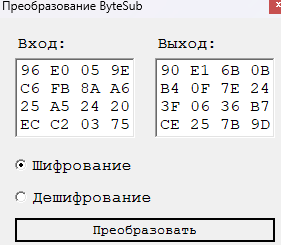 Преобразование ByteSub x
Вход: Выход:
96 E0 05 9E 90 E1 6B 0B
C6 FB 8A A6 B4 0F 7E 24
25 A5 24 20 3F 06 36 B7
EC C2 03 75 CE 25 7B 9D
Шифрование
Дешифрование
Преобразовать